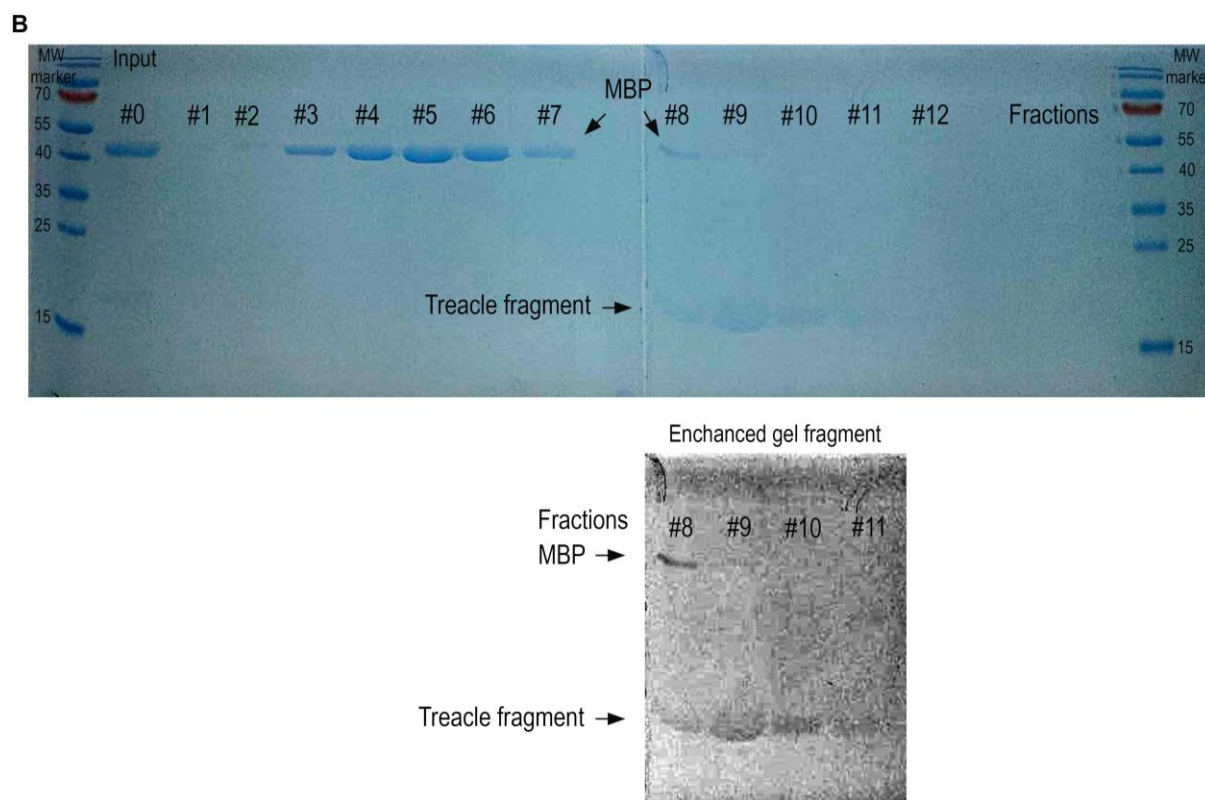 B
MW marker Input MW marker
70 #0 #1 #2 #3 #4 #5 #6 #7 MBP #8 #9 #10 #11 #12 Fractions 70
55 55
40 40
35 35
25 25
Treacle fragment
15 15
Enchanced gel fragment
Fractions #8 #9 #10 #11
MBP
Treacle fragment